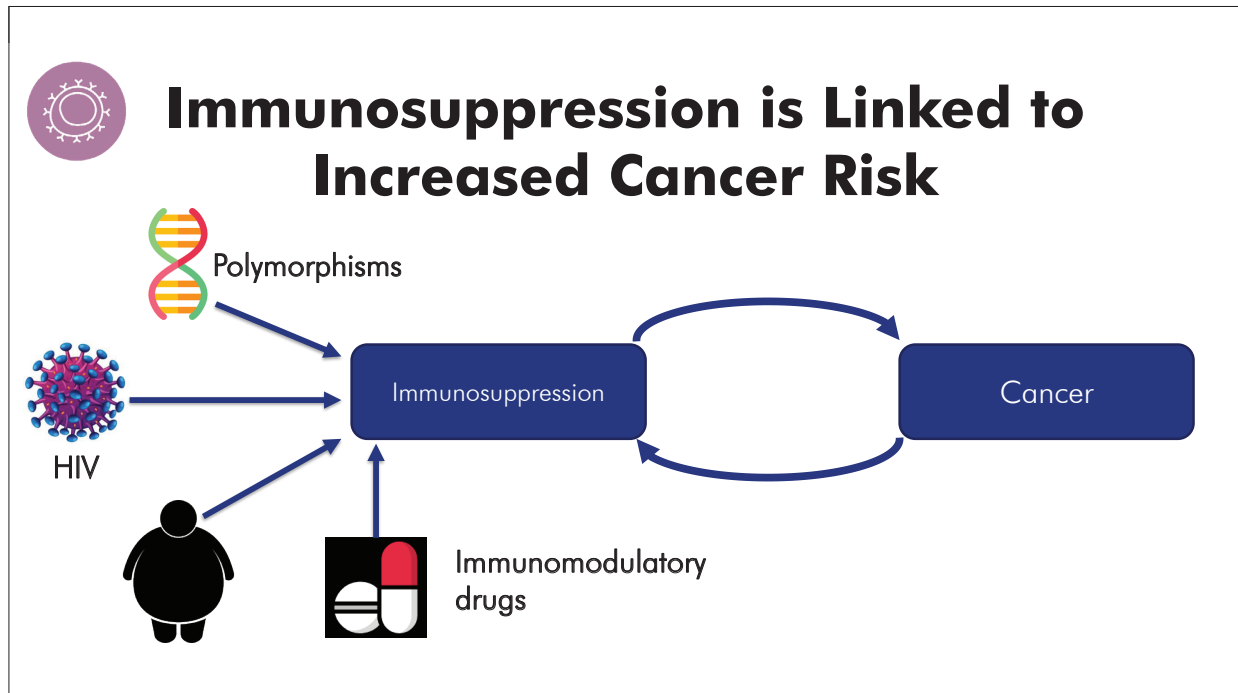 Immunosuppression is Linked to
Increased Cancer Risk
Polymorphisms
Immunosuppression
Cancer
HIV
Immunomodulatory
drugs